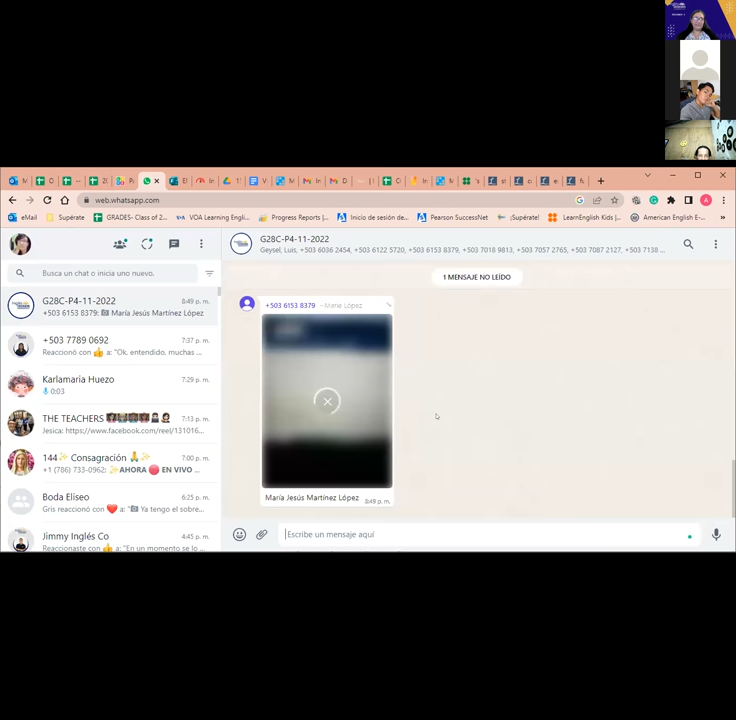 web.whatsapp.com
eMail
Supérate
GRADES- Class of 2...
VOA Learning Engli...
Progress Reports |...
Inicio de sesión de...
Pearson SuccessNet
¡Supérate!
LearnEnglish Kids |...
American English E-...
Busca un chat o inicia uno nuevo.
G28C-P4-11-2022
8:49 p. m.
+503 6153 8379: María Jesús Martínez López
+503 7789 0692
7:37 p. m.
Reaccionó con 👍 a: "Ok, entendido. muchas ...
Karlamaria Huezo
7:29 p. m.
0:03
THE TEACHERS
7:13 p. m.
Jesica: https://www.facebook.com/reel/131016...
144✨ Consagración 🙏✨
7:00 p. m.
+1 (786) 733-0962: ✨AHORA 🔴 EN VIVO ...
Boda Eliseo
6:25 p. m.
Gris reaccionó con ❤️ a: "📷 Ya tengo el sobre...
Jimmy Inglés Co
4:45 p. m.
Reaccionaste con 👍 a: "En un momento se lo ...
G28C-P4-11-2022
Geysel, Luis, +503 6036 2454, +503 6122 5720, +503 6153 8379, +503 7018 9813, +503 7057 2765, +503 7087 2127, +503 7138 ...
1 MENSAJE NO LEÍDO
+503 6153 8379 ~Maria López
María Jesús Martínez López
8:49 p. m.
Escribe un mensaje aquí